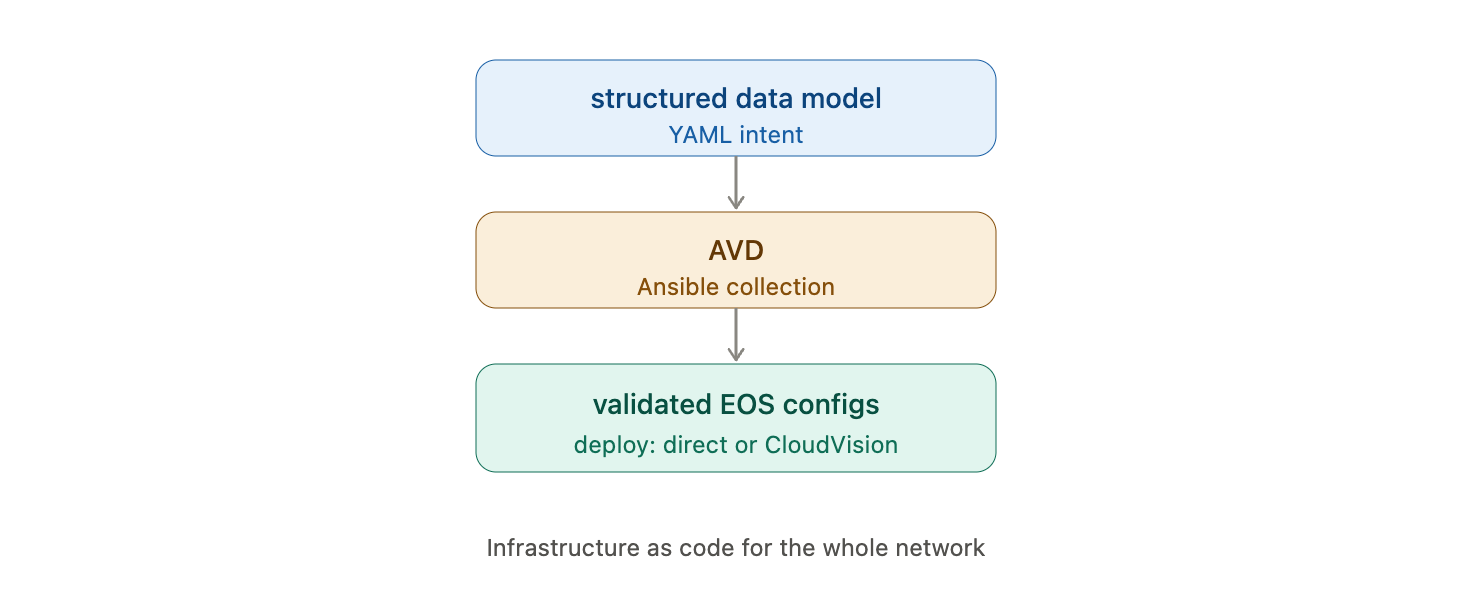 structured data model
YAML intent
AVD
Ansible collection
validated EOS configs
deploy: direct or CloudVision
Infrastructure as code for the whole network